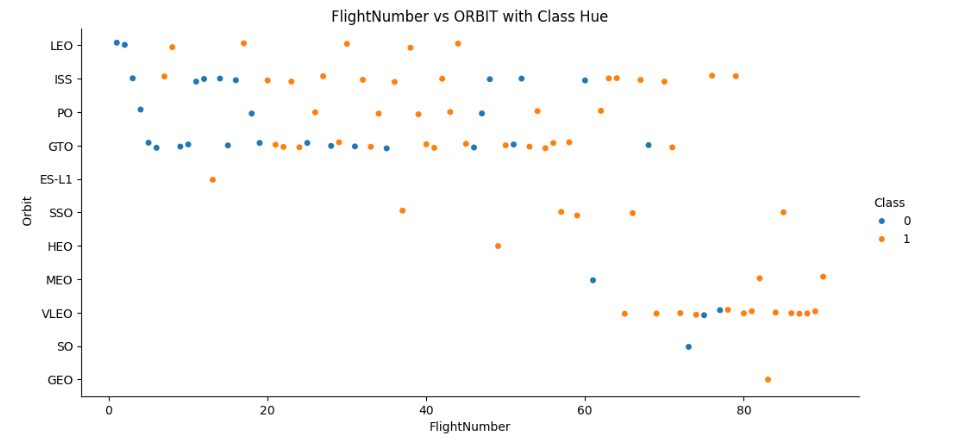 FlightNumber vs ORBIT with Class Hue
LEO
ISS
PO
GTO
ES-L1
SSO
HEO
MEO
VLEO
SO
GEO
Orbit
0
20
40
60
80
FlightNumber
Class
0
1